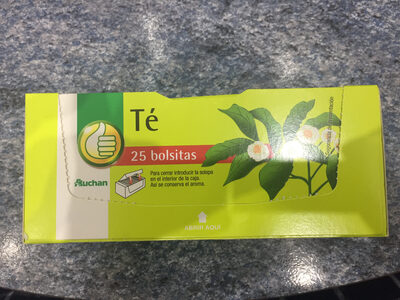 Té
25 bolsitas
Para cerrar introducir la solapa
en el interior de la caja.
Así se conserva el aroma.
Auchan
ABRIR AQUÍ